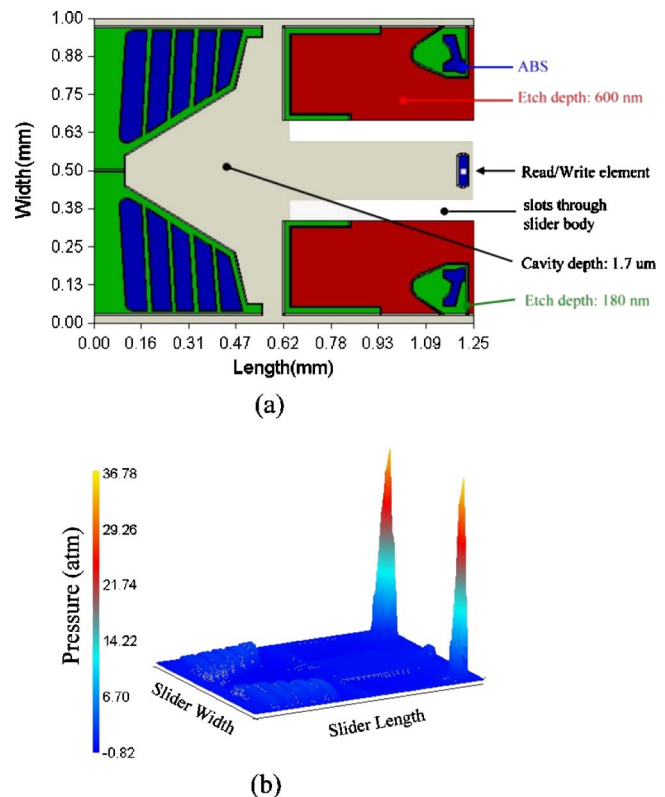 1.00
0.88
0.75
0.63
0.50
0.38
0.25
0.13
0.00
Width(mm)
0.00 0.16 0.31 0.47 0.62 0.78 0.93 1.09 1.25
Length(mm)
ABS
Etch depth: 600 nm
Read/Write element
slots through
slider body
Cavity depth: 1.7 um
Etch depth: 180 nm
(a)
36.78
29.26
21.74
14.22
6.70
-0.82
Pressure (atm)
Slider Width
Slider Length
(b)